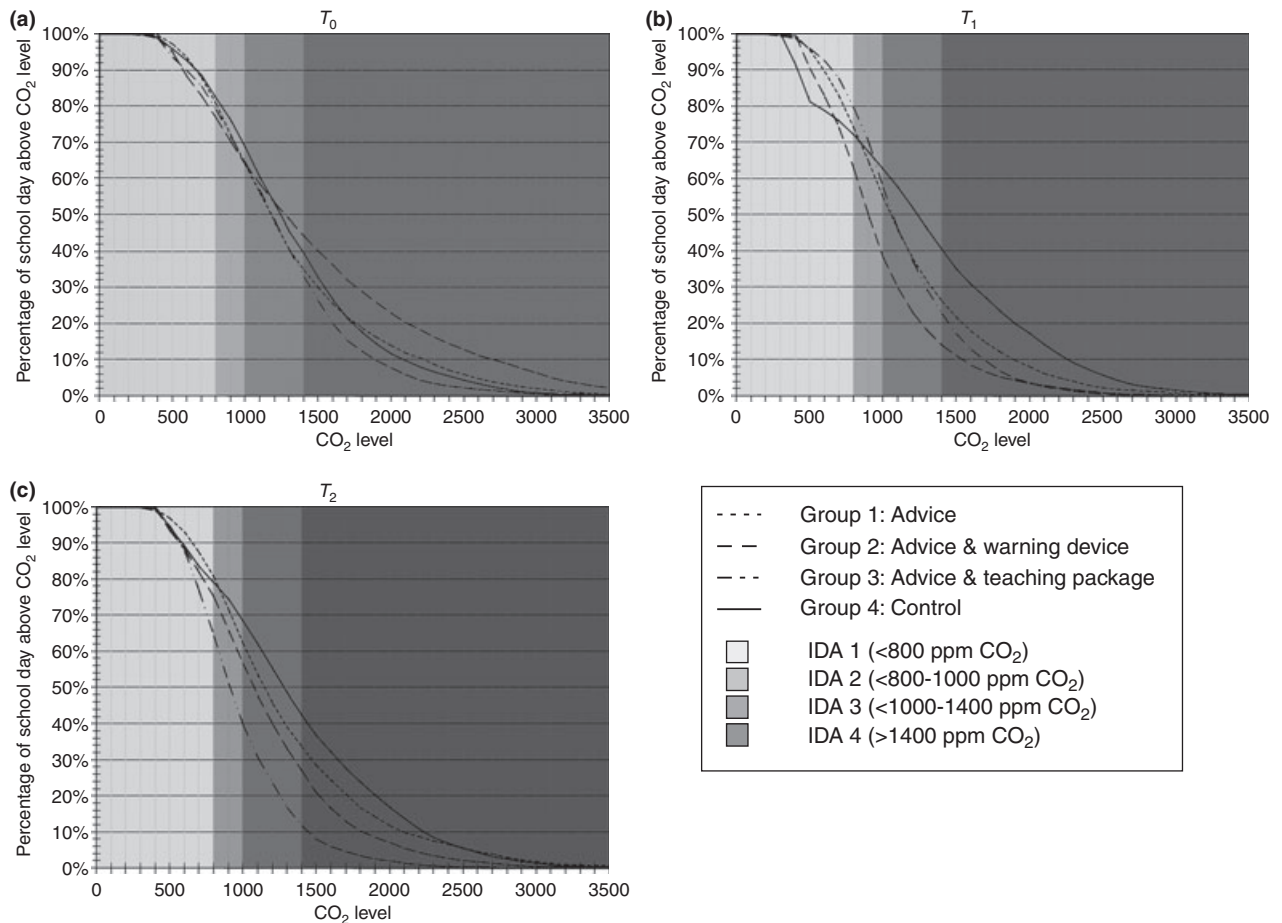 (a)
T0
Percentage of school day above CO2 level
100%
90%
80%
70%
60%
50%
40%
30%
20%
10%
0%
0 500 1000 1500 2000 2500 3000 3500
CO2 level
(b)
T1
Percentage of school day above CO2 level
100%
90%
80%
70%
60%
50%
40%
30%
20%
10%
0%
0 500 1000 1500 2000 2500 3000 3500
CO2 level
(c)
T2
Percentage of school day above CO2 level
100%
90%
80%
70%
60%
50%
40%
30%
20%
10%
0%
0 500 1000 1500 2000 2500 3000 3500
CO2 level
Group 1: Advice
Group 2: Advice & warning device
Group 3: Advice & teaching package
Group 4: Control
IDA 1 (<800 ppm CO2)
IDA 2 (<800-1000 ppm CO2)
IDA 3 (<1000-1400 ppm CO2)
IDA 4 (>1400 ppm CO2)